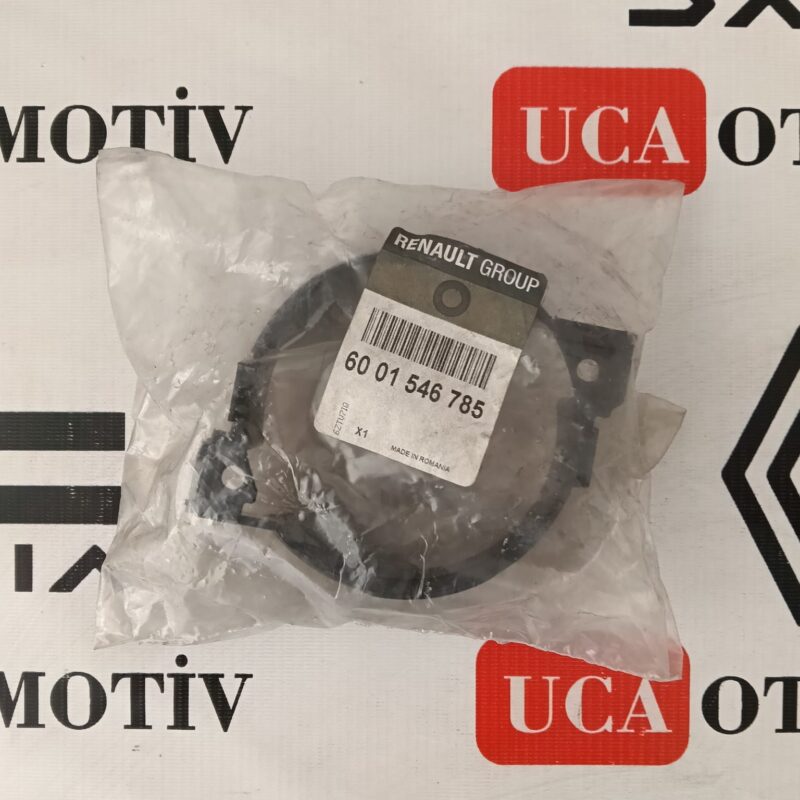 MOTİV
UCA OT
RENAULT GROUP
60 01 546 785
X1
MADE IN ROMANIA
MOTİV
UCA OT